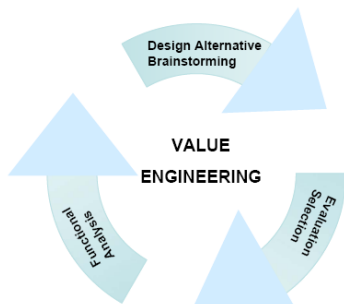 Design Alternative
Brainstorming
VALUE
ENGINEERING
Evaluation
Selection
Functional
Analysis